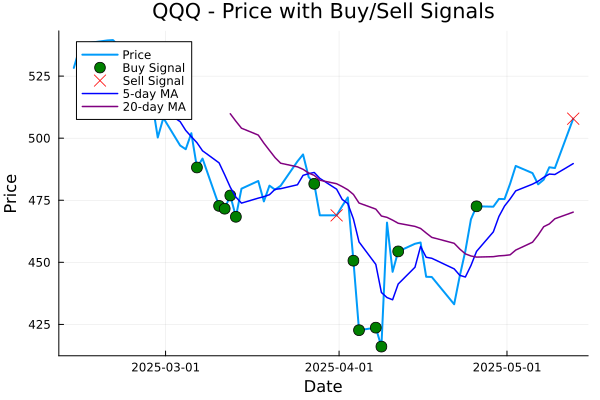 QQQ - Price with Buy/Sell Signals
Price
Buy Signal
Sell Signal
5-day MA
20-day MA
525
500
475
450
425
Price
2025-03-01
2025-04-01
2025-05-01
Date